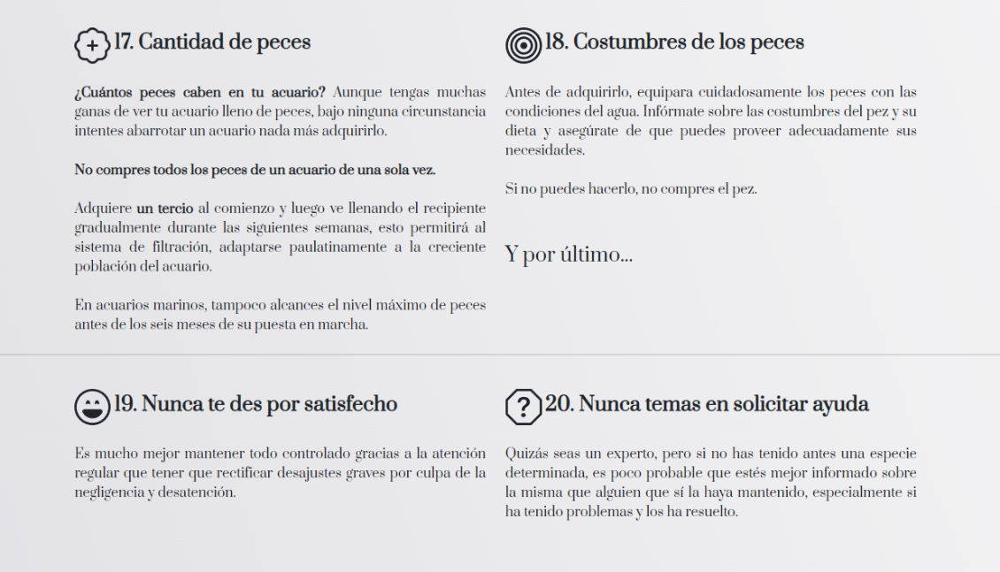 17. Cantidad de peces
¿Cuántos peces caben en tu acuario? Aunque tengas muchas
ganas de ver tu acuario lleno de peces, bajo ninguna circunstancia
intentes abarrotar un acuario nada más adquirirlo.
No compres todos los peces de un acuario de una sola vez.
Adquiere un tercio al comienzo y luego ve llenando el recipiente
gradualmente durante las siguientes semanas, esto permitirá al
sistema de filtración, adaptarse paulatinamente a la creciente
población del acuario.
En acuarios marinos, tampoco alcances el nivel máximo de peces
antes de los seis meses de su puesta en marcha.
18. Costumbres de los peces
Antes de adquirirlo, equipara cuidadosamente los peces con las
condiciones del agua. Infórmate sobre las costumbres del pez y su
dieta y asegúrate de que puedes proveer adecuadamente sus
necesidades.
Si no puedes hacerlo, no compres el pez.
Y por último...
19. Nunca te des por satisfecho
Es mucho mejor mantener todo controlado gracias a la atención
regular que tener que rectificar desajustes graves por culpa de la
negligencia y desatención.
20. Nunca temas en solicitar ayuda
Quizás seas un experto, pero si no has tenido antes una especie
determinada, es poco probable que estés mejor informado sobre
la misma que alguien que sí la haya mantenido, especialmente si
ha tenido problemas y los ha resuelto.